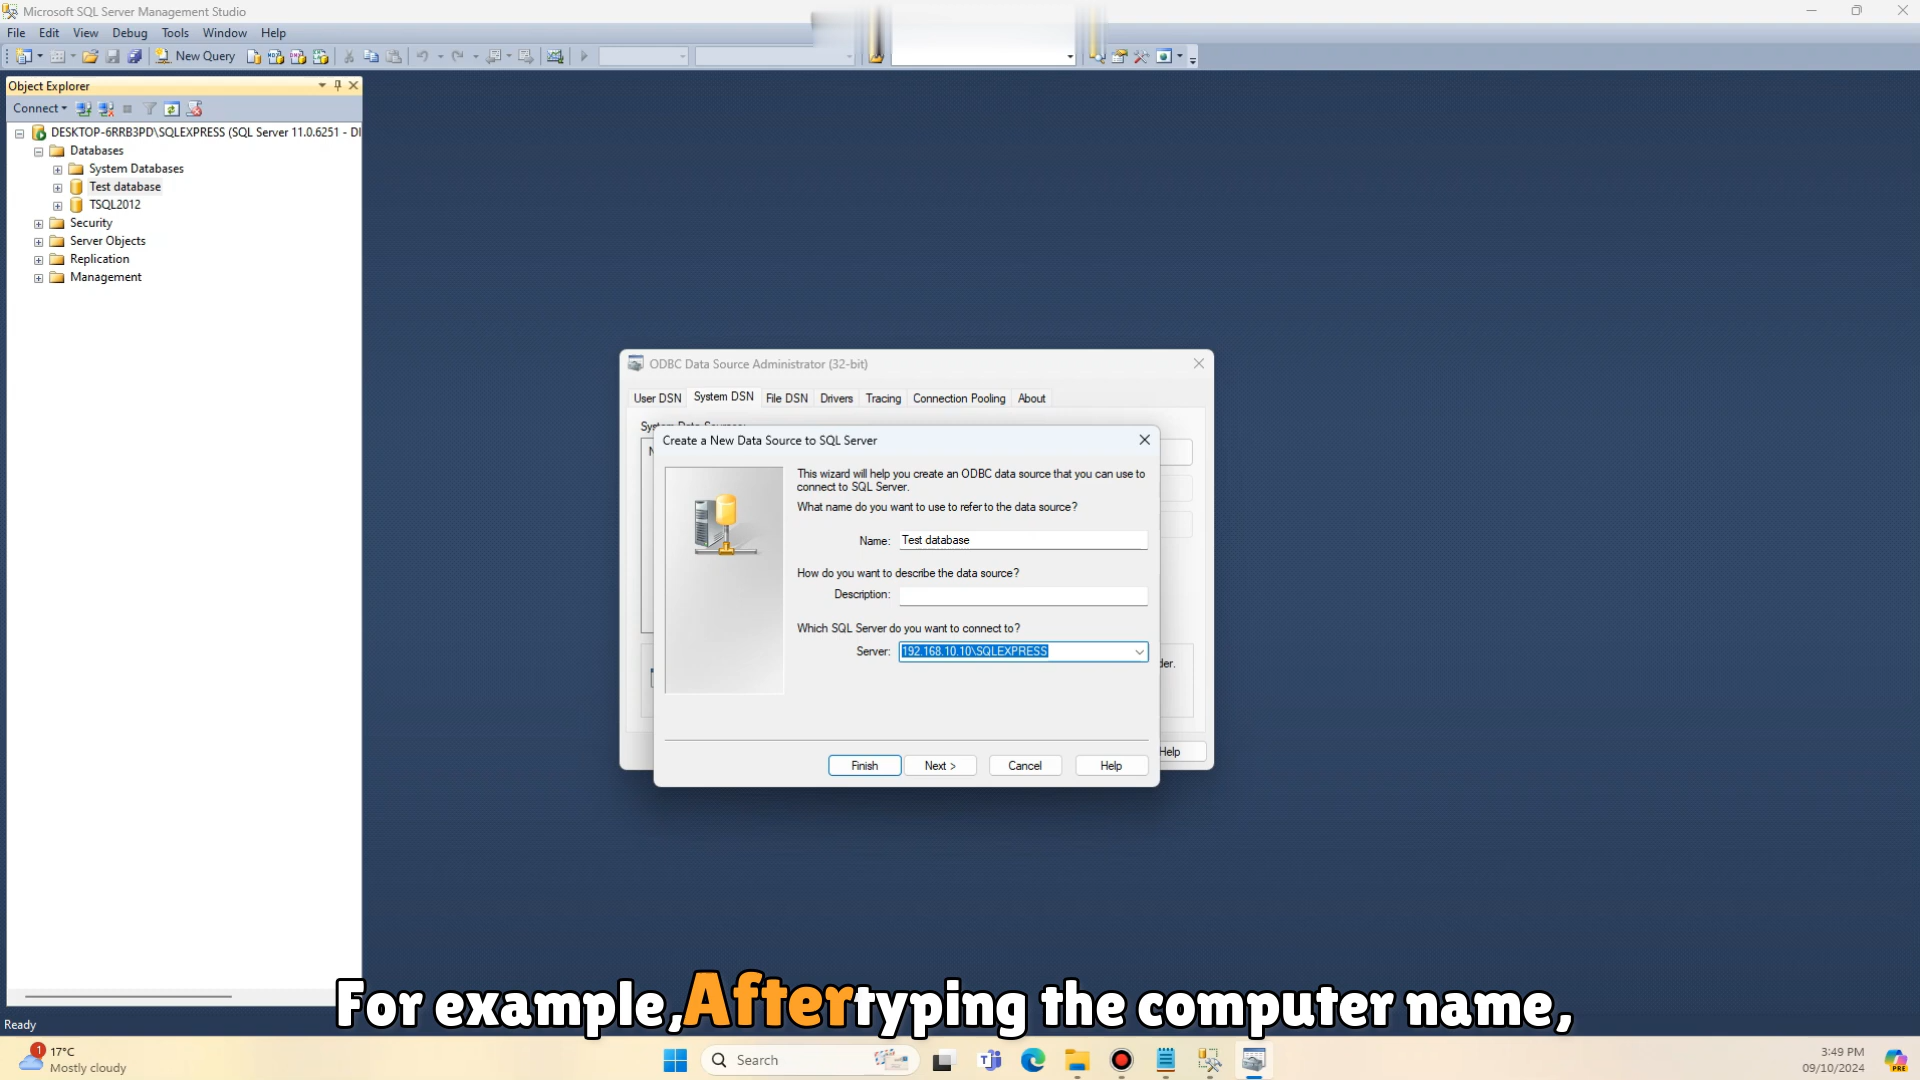 Microsoft SQL Server Management Studio
File Edit View Debug Tools Window Help
New Query
Object Explorer
Connect
DESKTOP-6RRB3PD\SQLEXPRESS (SQL Server 11.0.6251 - DI
Databases
System Databases
Test database
TSQL2012
Security
Server Objects
Replication
Management
ODBC Data Source Administrator (32-bit)
User DSN System DSN File DSN Drivers Tracing Connection Pooling About
Create a New Data Source to SQL Server
This wizard will help you create an ODBC data source that you can use to
connect to SQL Server.
What name do you want to use to refer to the data source?
Name: Test database
How do you want to describe the data source?
Description:
Which SQL Server do you want to connect to?
Server: 192.168.10.10\SQLEXPRESS
der.
Help
Finish Next > Cancel Help
For example, After typing the computer name,
Ready
1
17°C
Mostly cloudy
Search
3:49 PM
09/10/2024
PRE